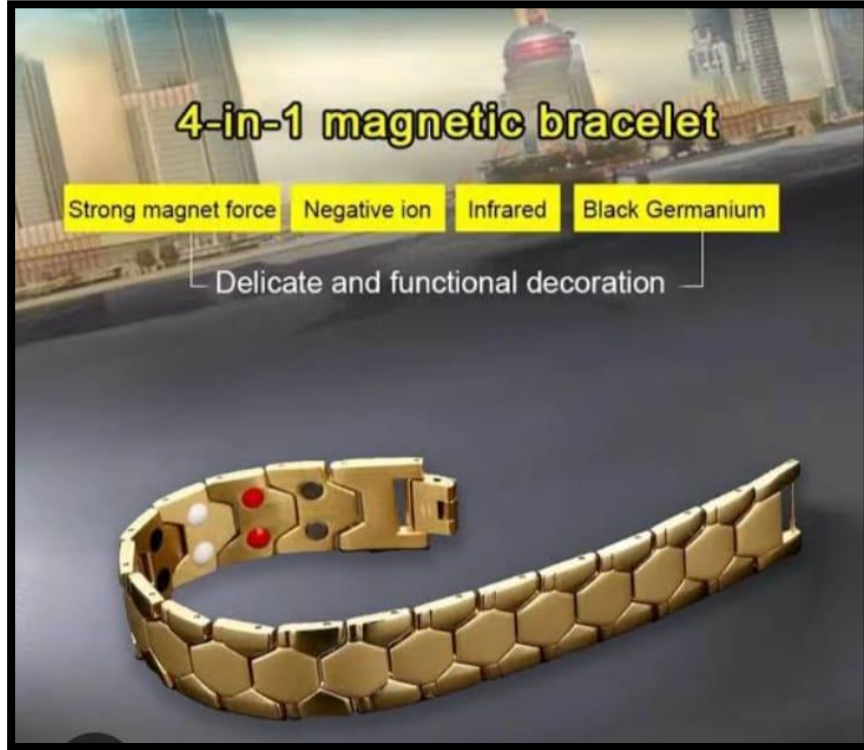 4-in-1 magnetic bracelet
Strong magnet force Negative ion Infrared Black Germanium
Delicate and functional decoration